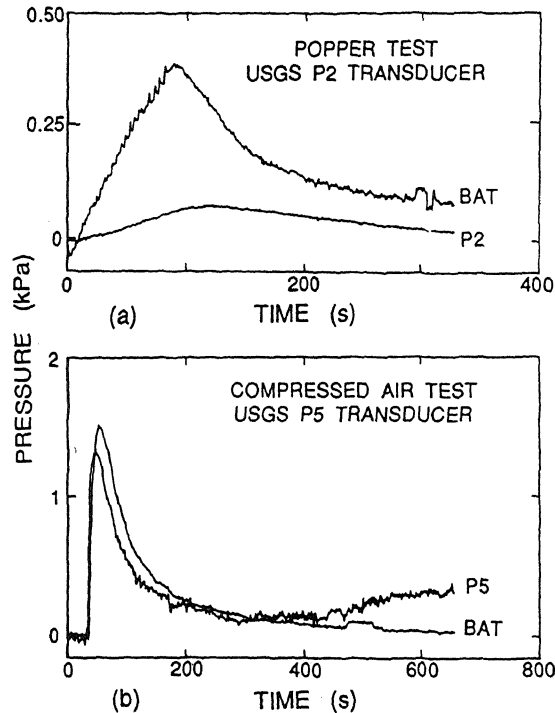 0.50
POPPER TEST
USGS P2 TRANSDUCER
0.25
BAT
P2
0
0 200 400
(a) TIME (s)
PRESSURE (kPa)
2
COMPRESSED AIR TEST
USGS P5 TRANSDUCER
1
P5
BAT
0
0 200 400 600 800
(b) TIME (s)